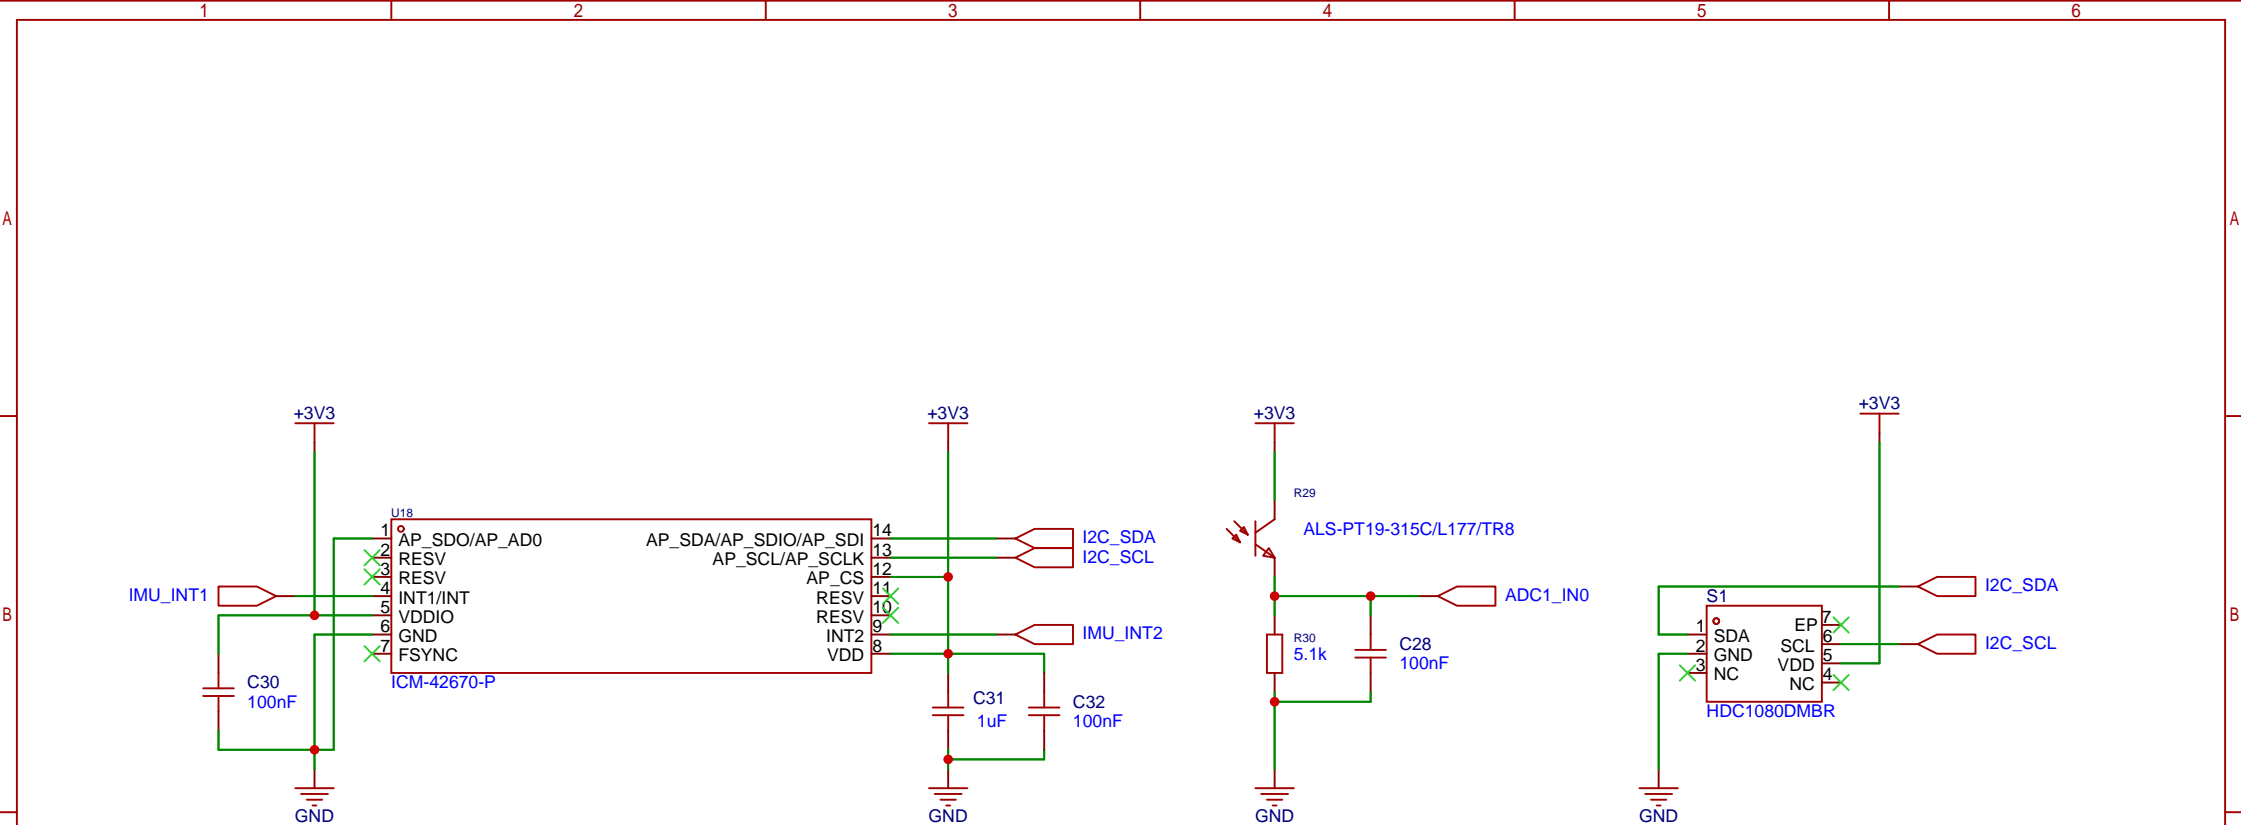 1 2 3 4 5 6
A A
B B
+3V3
+3V3
+3V3
+3V3
U18
1 AP_SDO/AP_AD0
2 RESV
3 RESV
4 INT1/INT
5 VDDIO
6 GND
7 FSYNC
AP_SDA/AP_SDIO/AP_SDI 14
AP_SCL/AP_SCLK 13
AP_CS 12
RESV 11
RESV 10
INT2 9
VDD 8
ICM-42670-P
IMU_INT1
I2C_SDA
I2C_SCL
IMU_INT2
C30
100nF
C31
1uF
C32
100nF
GND
GND
R29
ALS-PT19-315C/L177/TR8
ADC1_IN0
R30
5.1k
C28
100nF
GND
S1
1 SDA
2 GND
3 NC
EP 7
SCL 6
VDD 5
NC 4
HDC1080DMBR
I2C_SDA
I2C_SCL
GND